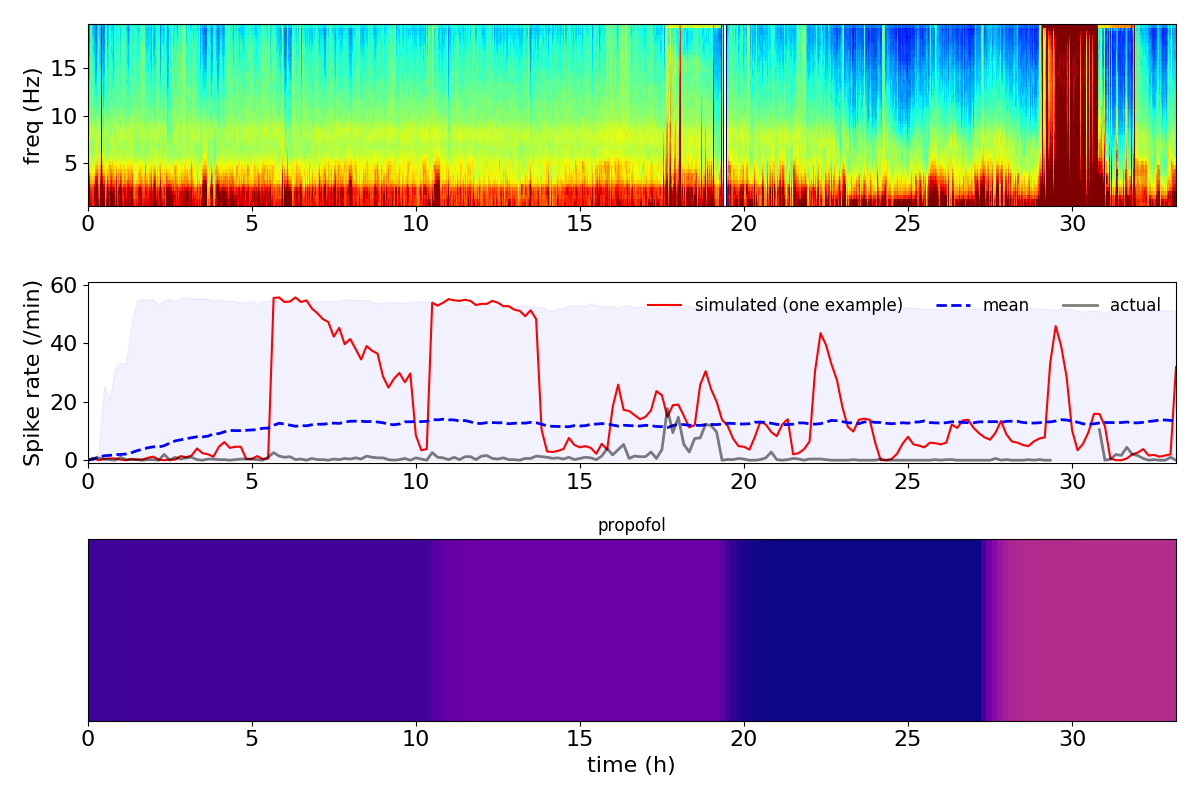 15
10
5
freq (Hz)
0 5 10 15 20 25 30
60
40
20
0
Spike rate (/min)
simulated (one example) mean actual
0 5 10 15 20 25 30
propofol
0 5 10 15 20 25 30
time (h)